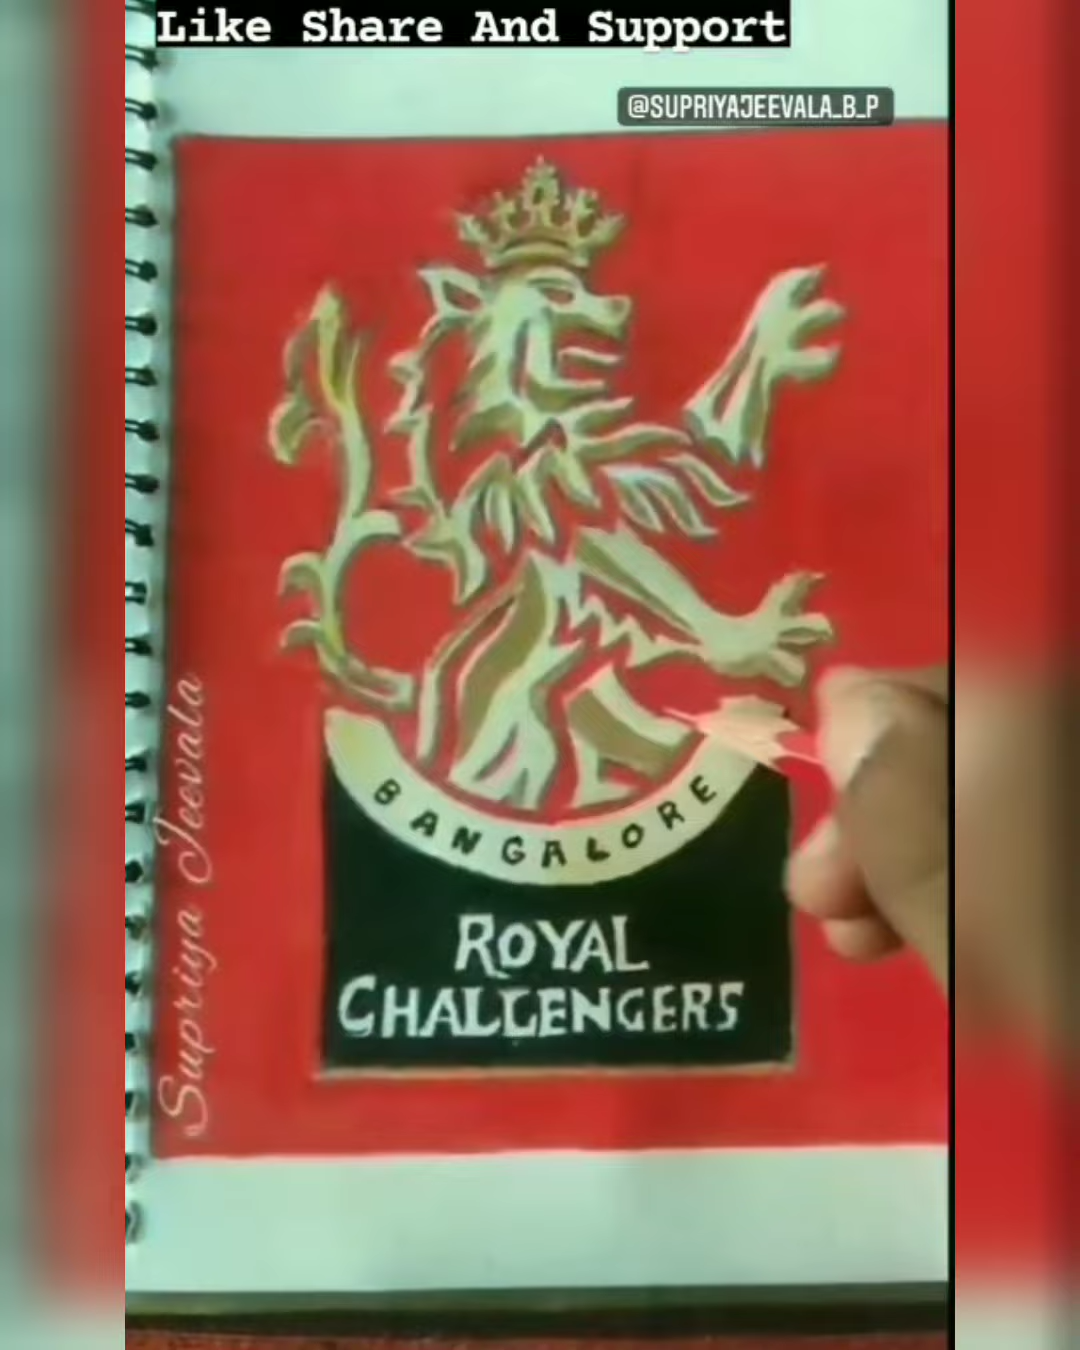 Like Share And Support
@SUPRIYAJEEVALA_B_P
BANGALORE
ROYAL
CHALLENGERS
Supriya Jeevala